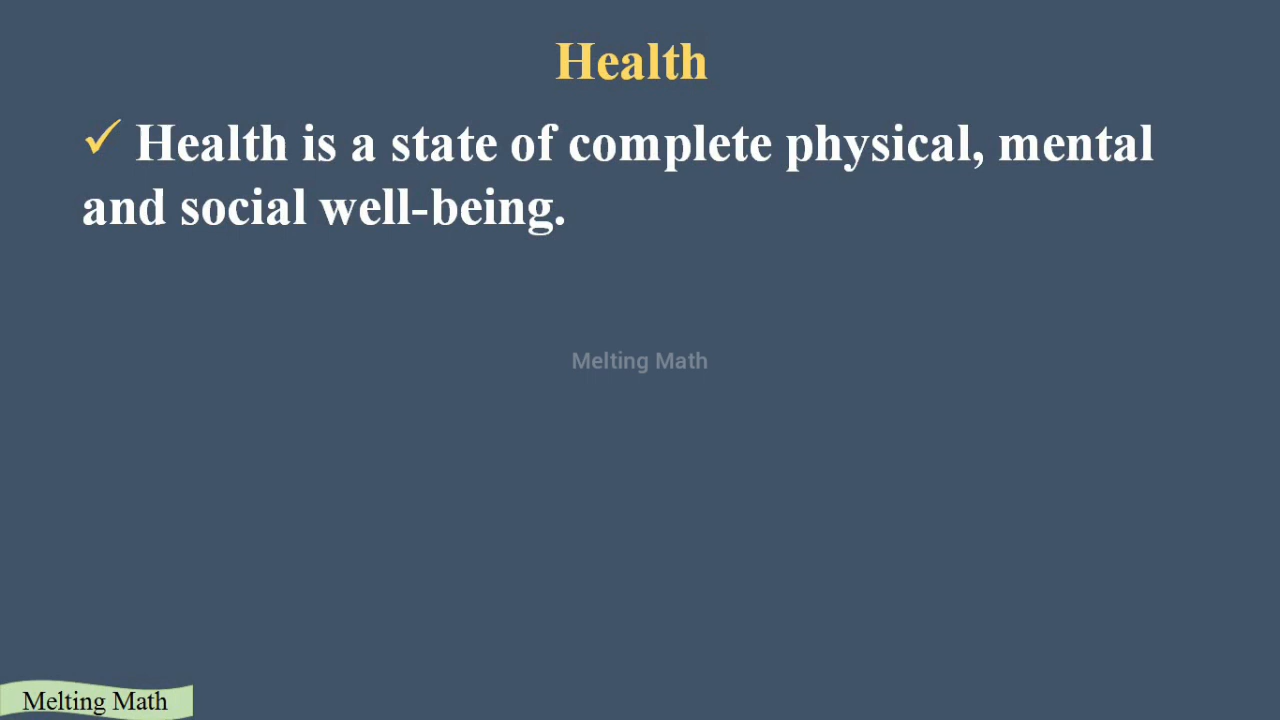 Health
✓ Health is a state of complete physical, mental
and social well-being.
Melting Math
Melting Math